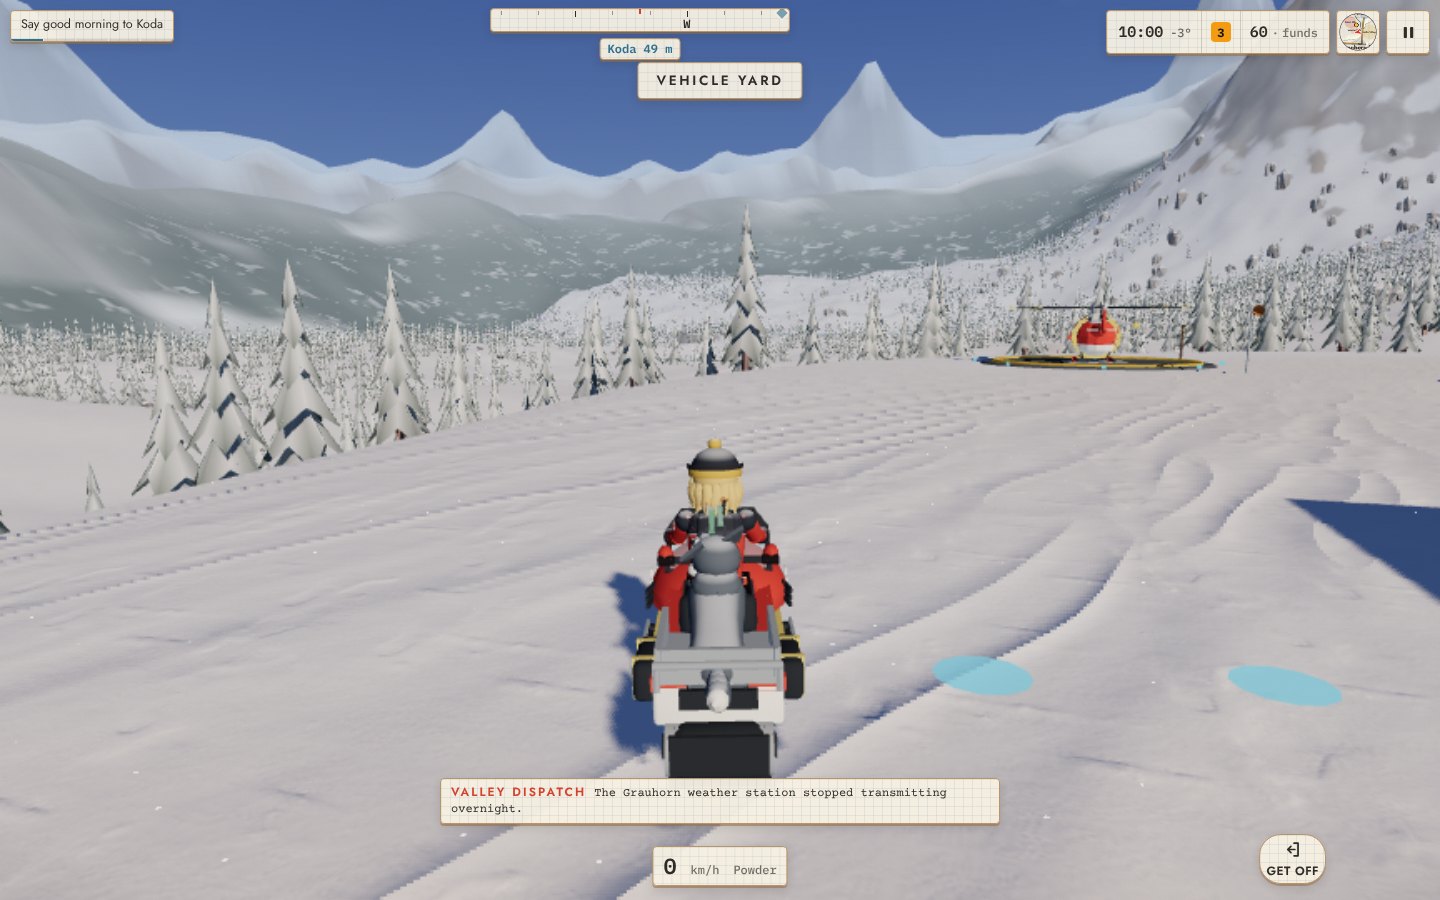 Say good morning to Koda
W
Koda 49 m
VEHICLE YARD
10:00 -3° 3 60 · funds
VALLEY DISPATCH The Grauhorn weather station stopped transmitting
overnight.
0 km/h Powder
GET OFF